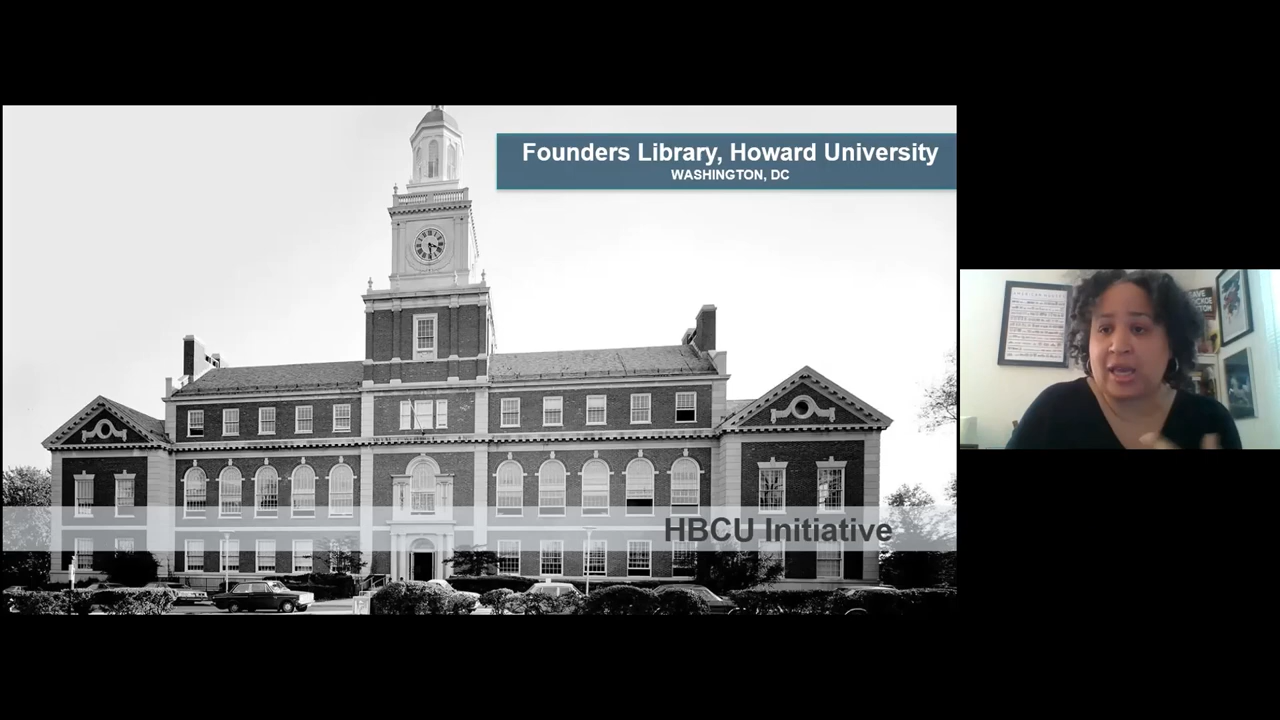 Founders Library, Howard University
WASHINGTON, DC
HBCU Initiative